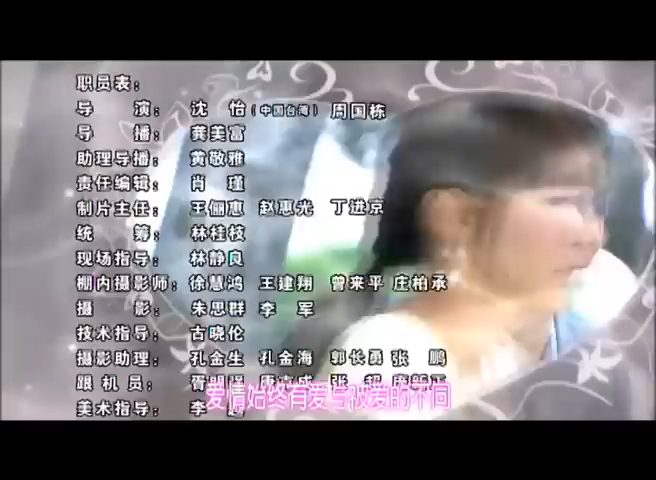 职员表:
导 演: 沈 怡(中国台湾) 周国栋
导 播: 龚美富
助理导播: 黄敬雅
责任编辑: 肖 瑾
制片主任: 王俪惠 赵惠光 丁进京
统 筹: 林桂枝
现场指导: 林静良
棚内摄影师: 徐慧鸿 王建翔 曾来平 庄柏承
摄 影: 朱思群 李 军
技术指导: 古晓伦
摄影助理: 孔金生 孔金海 郭长勇 张 鹏
跟 机 员: 张
美术指导: 李
爱情始终有爱与被爱的不同